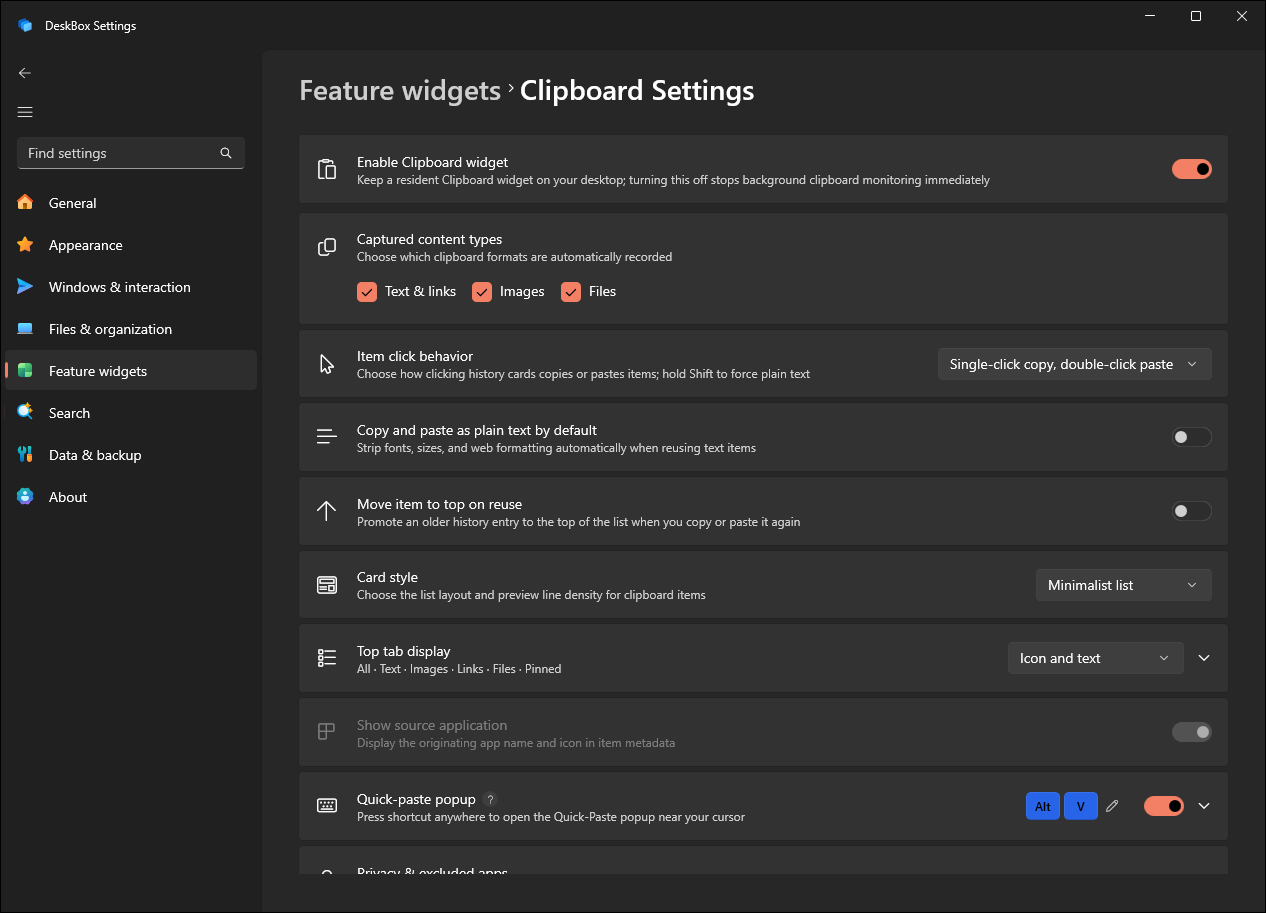 DeskBox Settings
Find settings
General
Appearance
Windows & interaction
Files & organization
Feature widgets
Search
Data & backup
About
Feature widgets › Clipboard Settings
Enable Clipboard widget
Keep a resident Clipboard widget on your desktop; turning this off stops background clipboard monitoring immediately
Captured content types
Choose which clipboard formats are automatically recorded
Text & links Images Files
Item click behavior
Choose how clicking history cards copies or pastes items; hold Shift to force plain text
Single-click copy, double-click paste
Copy and paste as plain text by default
Strip fonts, sizes, and web formatting automatically when reusing text items
Move item to top on reuse
Promote an older history entry to the top of the list when you copy or paste it again
Card style
Choose the list layout and preview line density for clipboard items
Minimalist list
Top tab display
All · Text · Images · Links · Files · Pinned
Icon and text
Show source application
Display the originating app name and icon in item metadata
Quick-paste popup ?
Press shortcut anywhere to open the Quick-Paste popup near your cursor
Alt V
Privacy & excluded apps